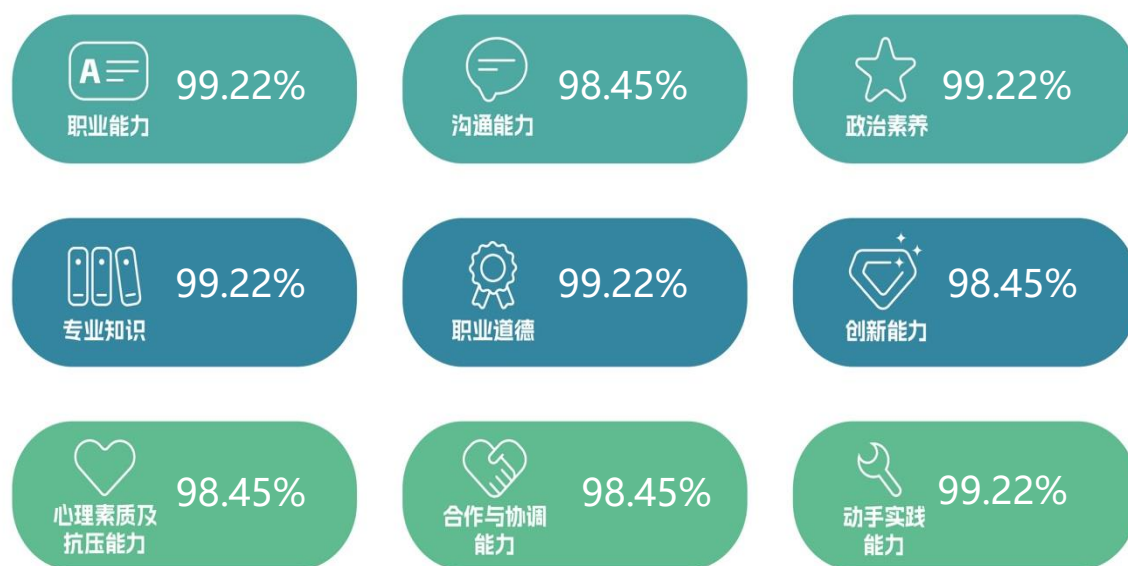 A
99.22%
职业能力
98.45%
沟通能力
99.22%
政治素养
99.22%
专业知识
99.22%
职业道德
98.45%
创新能力
98.45%
心理素质及
抗压能力
98.45%
合作与协调
能力
99.22%
动手实践
能力